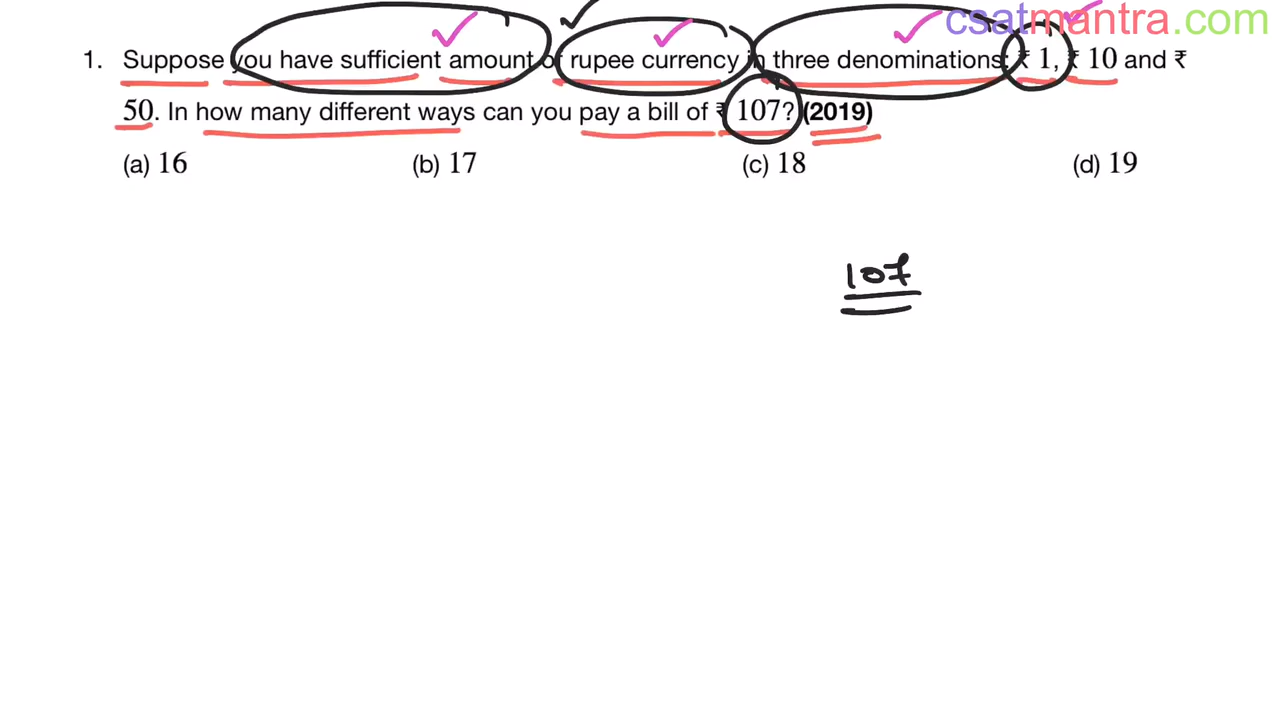 csatmantra.com
1. Suppose you have sufficient amount of rupee currency in three denominations: ₹ 1, ₹ 10 and ₹
50. In how many different ways can you pay a bill of ₹ 107? (2019)
(a) 16 (b) 17 (c) 18 (d) 19
107